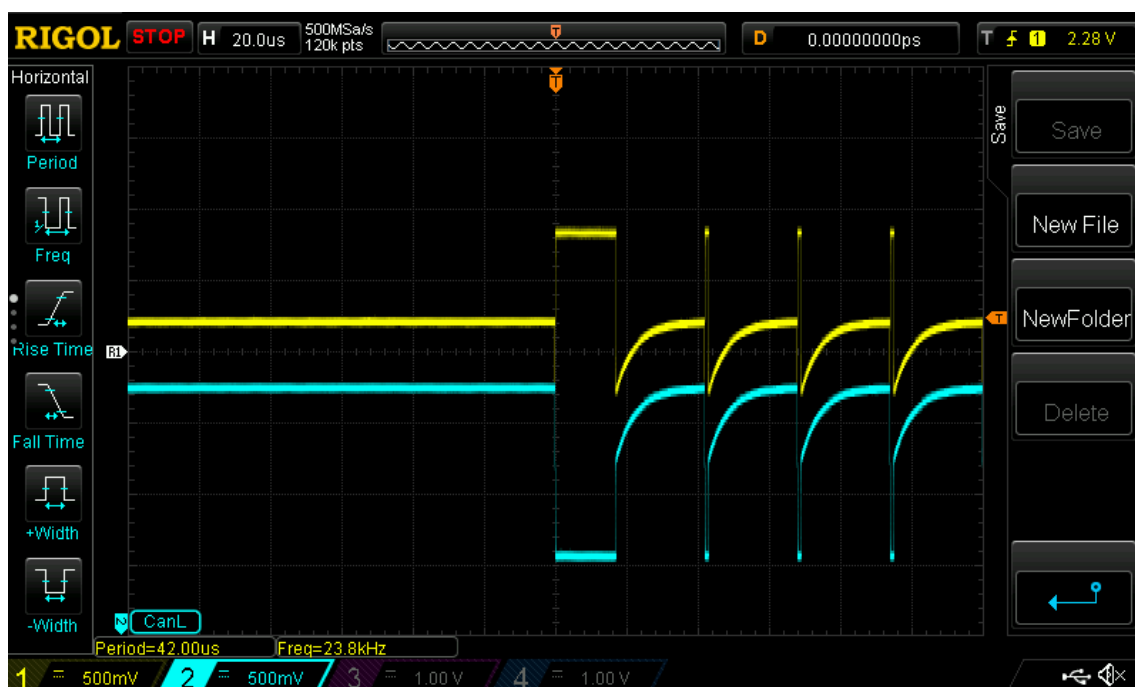 RIGOL STOP H 20.0us 500MSa/s 120k pts D 0.00000000ps T 1 2.28 V
Horizontal
Period
Freq
Rise Time
Fall Time
+Width
-Width
T
R1
T
2 CanL
Period=42.00us Freq=23.8kHz
1 500mV 2 500mV 3 1.00 V 4 1.00 V
Save
Save
New File
NewFolder
Delete